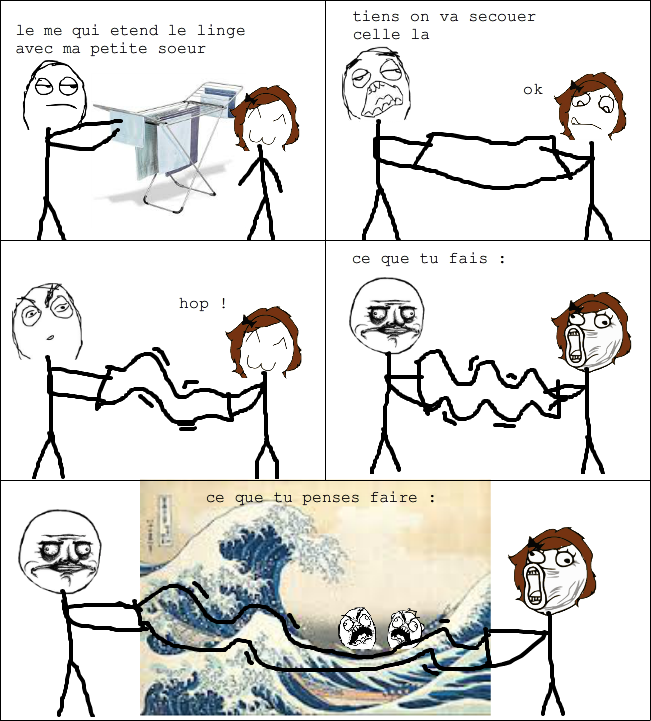 le me qui etend le linge
avec ma petite soeur
tiens on va secouer
celle la
ok
hop !
ce que tu fais :
ce que tu penses faire :